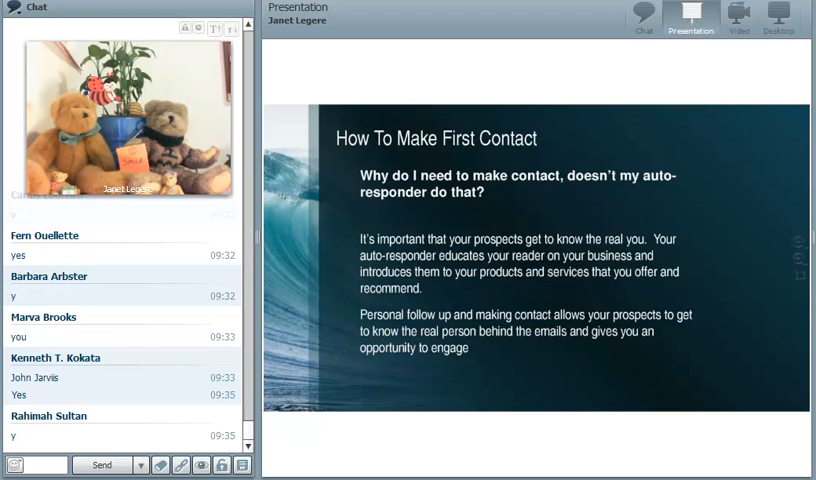 Chat
Janet Legere
y
Fern Ouellette
yes 09:32
Barbara Arbster
y 09:32
Marva Brooks
you 09:33
Kenneth T. Kokata
John Jarviis 09:33
Yes 09:35
Rahimah Sultan
y 09:35
Send
Presentation
Janet Legere
Chat
Presentation
Video
Desktop
How To Make First Contact
Why do I need to make contact, doesn't my auto-
responder do that?
It's important that your prospects get to know the real you. Your
auto-responder educates your reader on your business and
introduces them to your products and services that you offer and
recommend.
Personal follow up and making contact allows your prospects to get
to know the real person behind the emails and gives you an
opportunity to engage